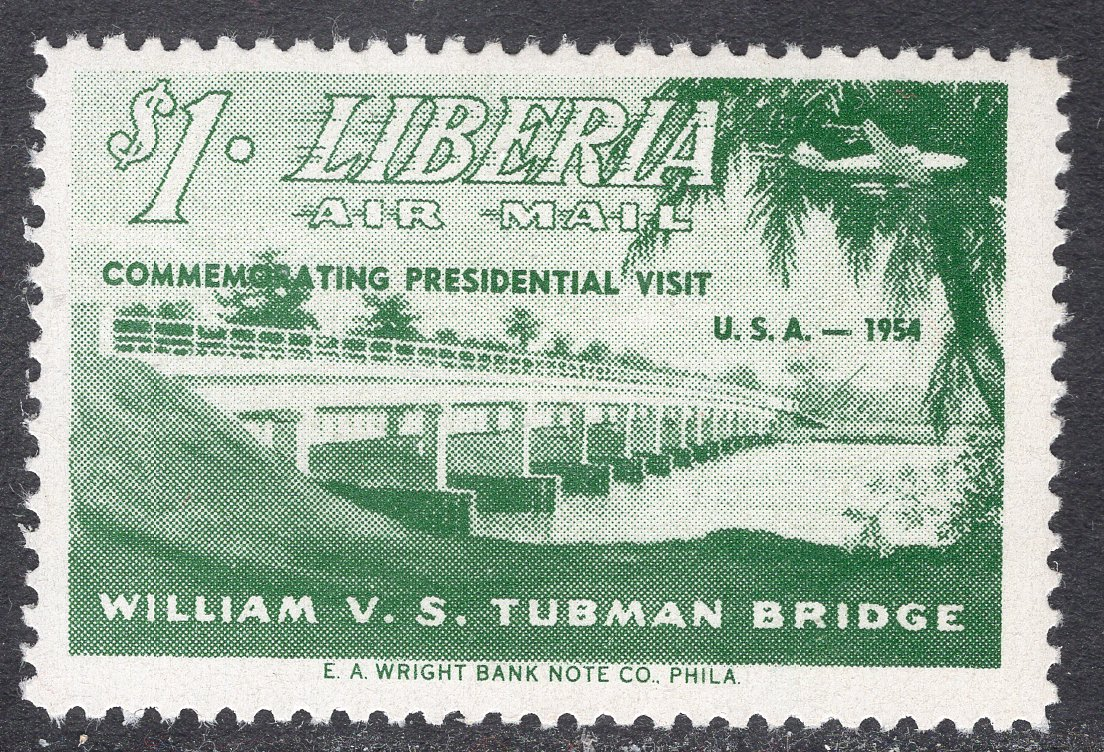 $1.
LIBERIA
AIR MAIL
COMMEMORATING PRESIDENTIAL VISIT
U. S. A. — 1954
WILLIAM V. S. TUBMAN BRIDGE
E. A. WRIGHT BANK NOTE CO., PHILA.